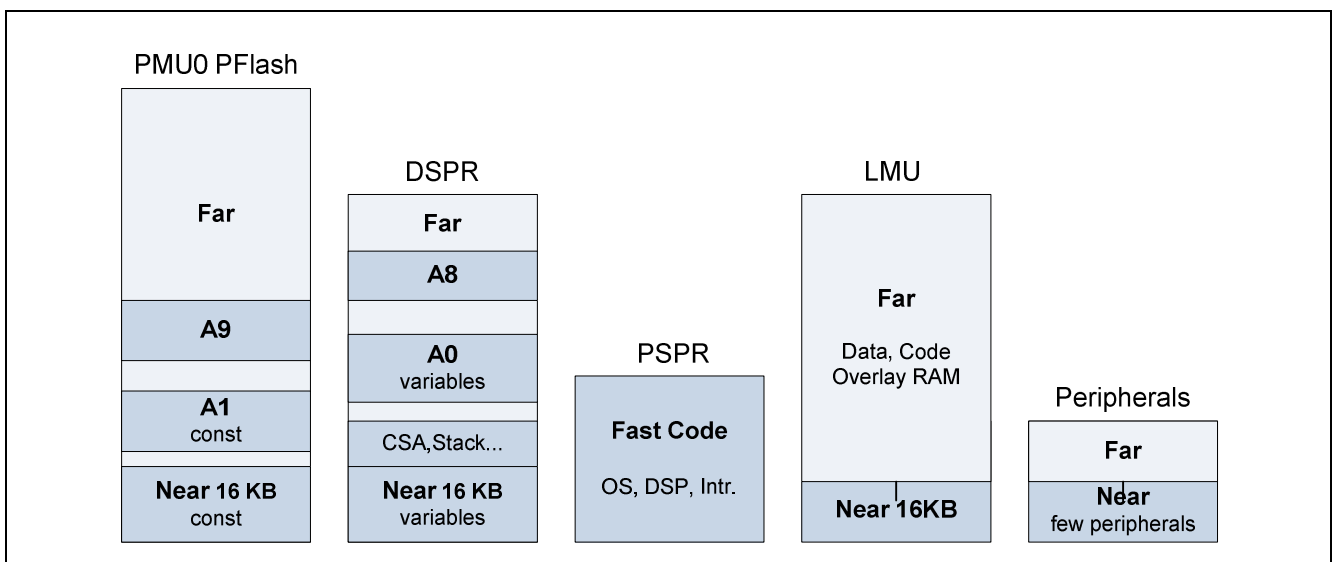 PMU0 PFlash
Far
A9
A1
const
Near 16 KB
const
DSPR
Far
A8
A0
variables
CSA,Stack...
Near 16 KB
variables
PSPR
Fast Code
OS, DSP, Intr.
LMU
Far
Data, Code
Overlay RAM
Near 16KB
Peripherals
Far
Near
few peripherals